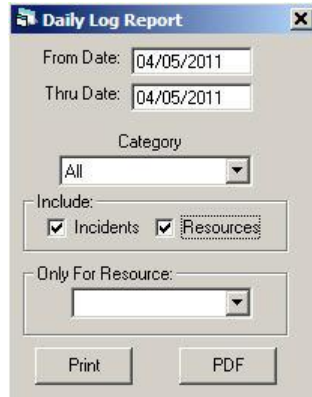 Daily Log Report
From Date: 04/05/2011
Thru Date: 04/05/2011
Category
All
Include:
Incidents Resources
Only For Resource:
Print PDF